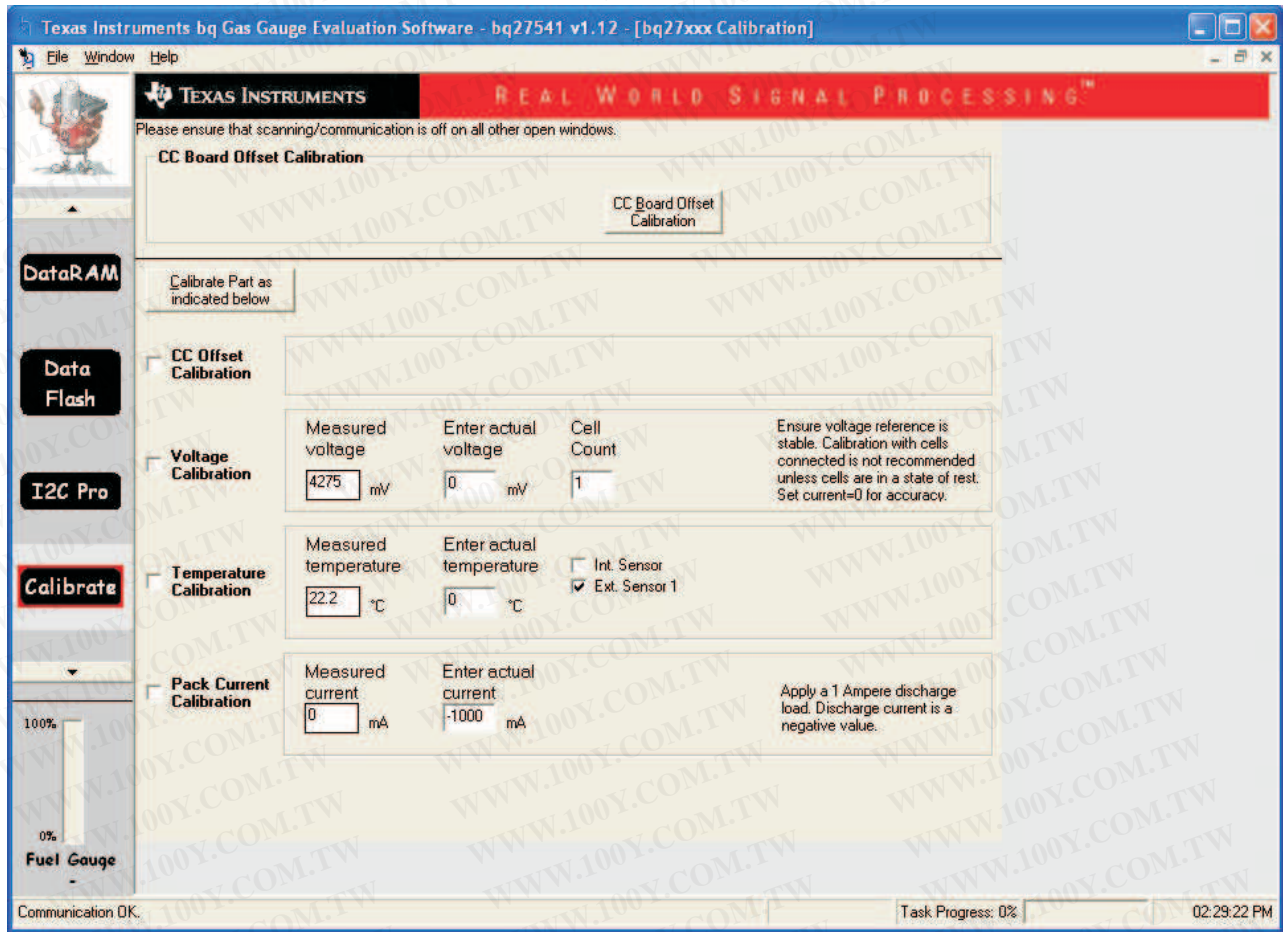 Texas Instruments bq Gas Gauge Evaluation Software - bq27541 v1.12 - [bq27xxx Calibration]
File Window Help
TEXAS INSTRUMENTS
REAL WORLD SIGNAL PROCESSING™
Please ensure that scanning/communication is off on all other open windows.
CC Board Offset Calibration
CC Board Offset
Calibration
DataRAM
Calibrate Part as
indicated below
CC Offset
Calibration
Data
Flash
Voltage
Calibration
Measured
voltage
4275 mV
Enter actual
voltage
0 mV
Cell
Count
1
Ensure voltage reference is
stable. Calibration with cells
connected is not recommended
unless cells are in a state of rest.
Set current=0 for accuracy.
I2C Pro
Temperature
Calibration
Measured
temperature
22.2 °C
Enter actual
temperature
0 °C
Int. Sensor
Ext. Sensor 1
Calibrate
Pack Current
Calibration
Measured
current
0 mA
Enter actual
current
-1000 mA
Apply a 1 Ampere discharge
load. Discharge current is a
negative value.
100%
0%
Fuel Gauge
-
Communication OK.
Task Progress: 0%
02:29:22 PM
WWW.100Y.COM.TW